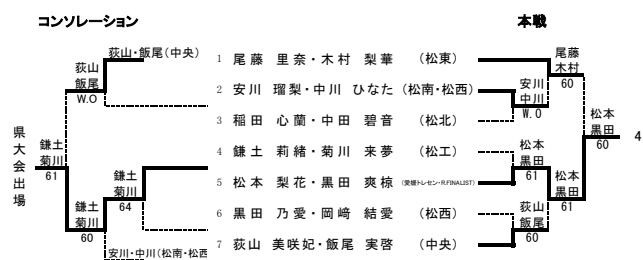 コンソレーション
本戦
荻山・飯尾(中央)
1 尾藤 里奈・木村 梨華 (松東)
尾藤
木村
60
荻山
飯尾
W.O
2 安川 瑠梨・中川 ひなた (松南・松西)
安川
中川
W.O
3 稲田 心蘭・中田 碧音 (松北)
松本
黒田
60
4
県大会出場
鎌土
菊川
61
4 鎌土 莉緒・菊川 来夢 (松工)
松本
黒田
61
鎌土
菊川
64
5 松本 梨花・黒田 爽椋 (愛媛トレセン・R.FINALIST)
松本
黒田
61
鎌土
菊川
60
6 黒田 乃愛・岡﨑 結愛 (松西)
荻山
飯尾
60
7 荻山 美咲妃・飯尾 実啓 (中央)
安川・中川(松南・松西